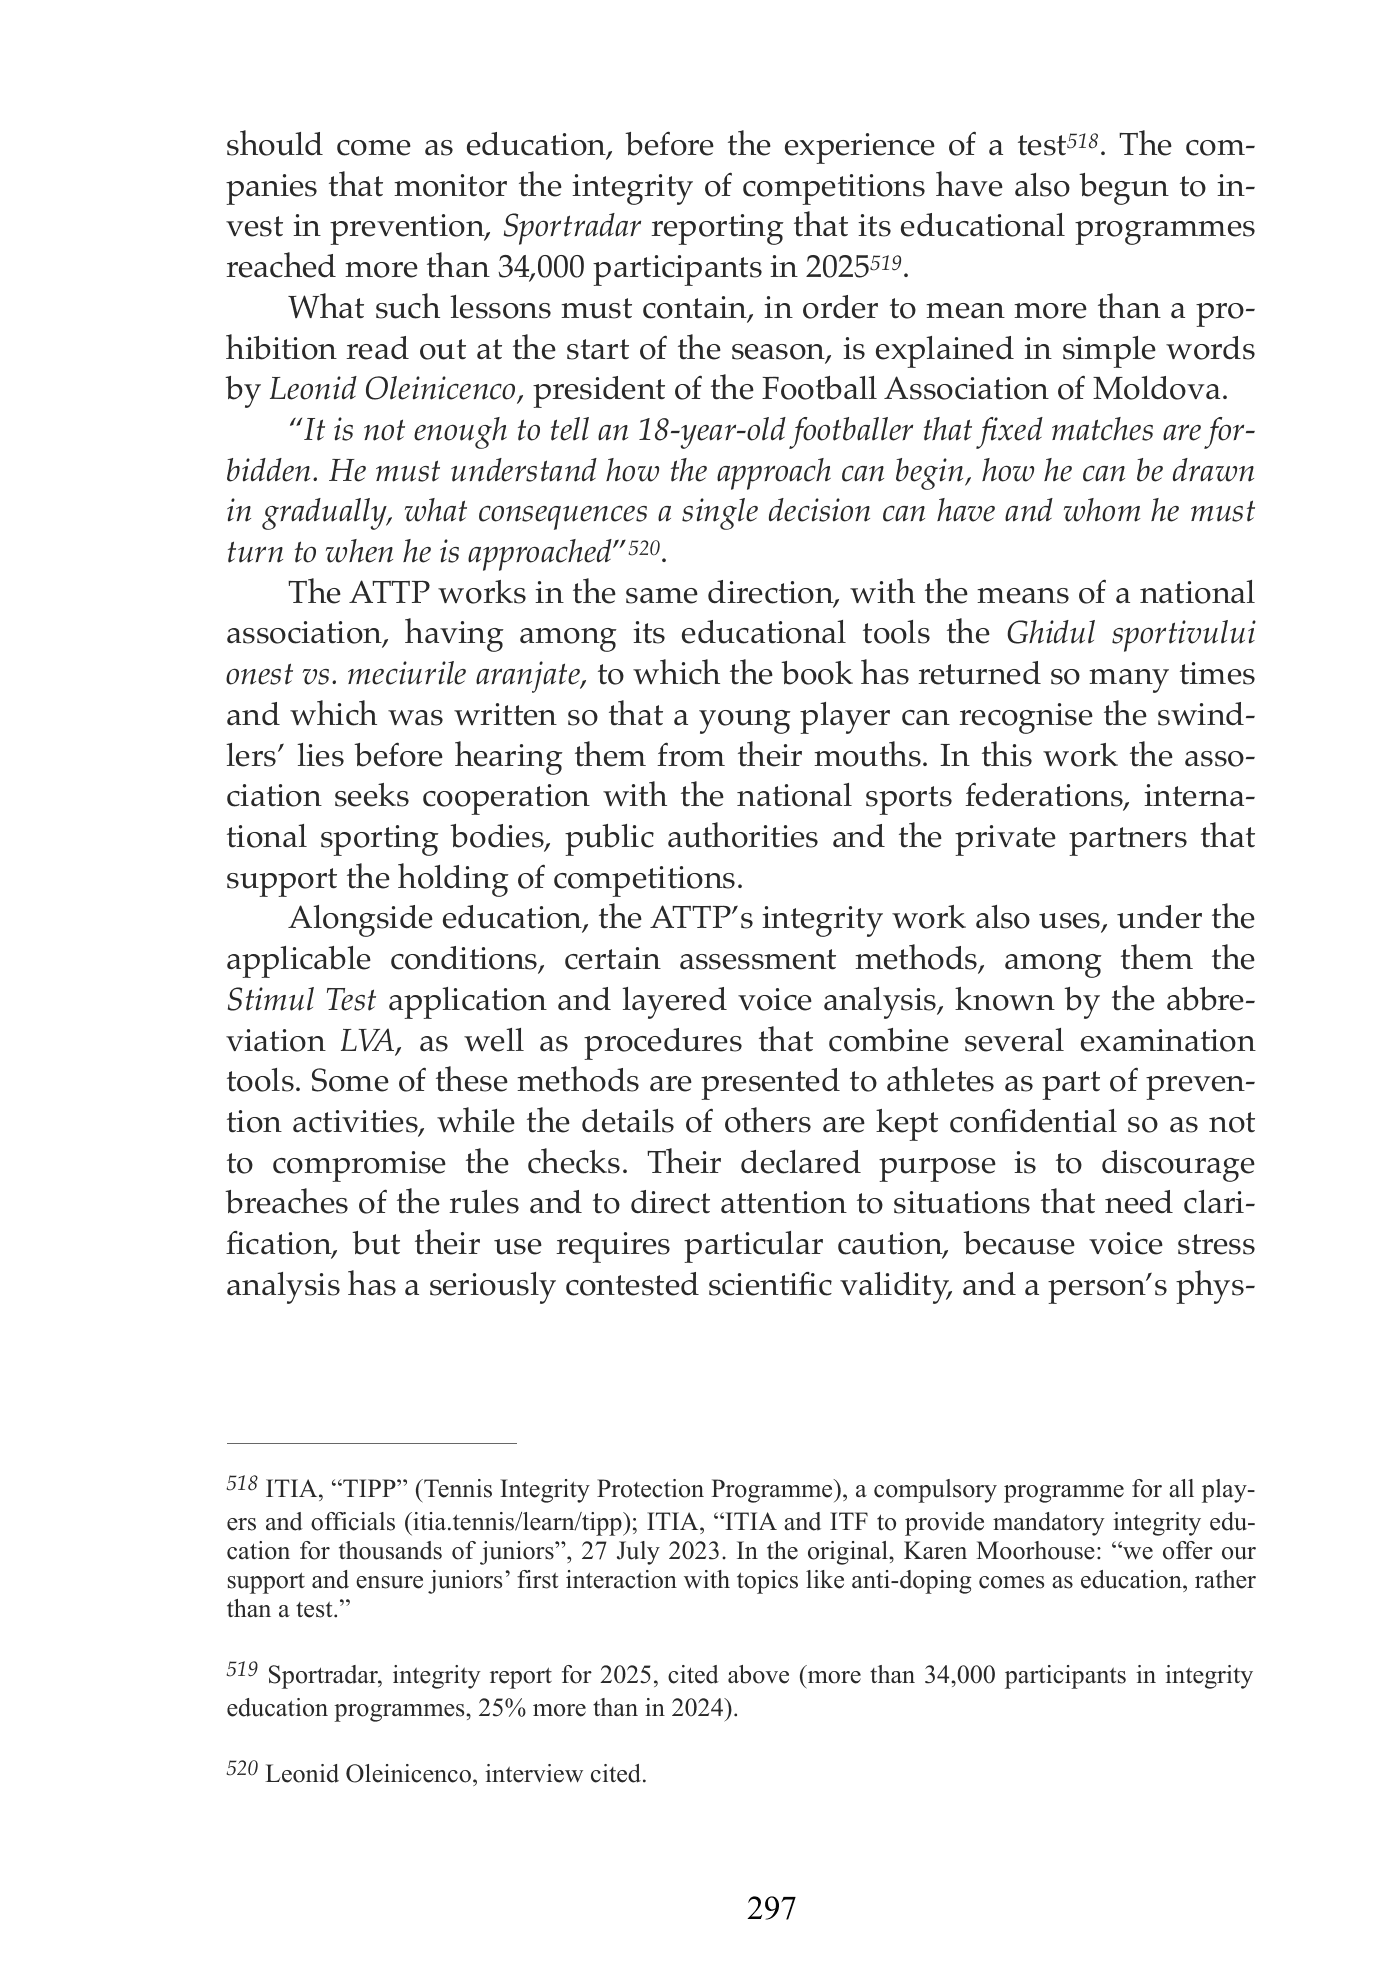 should come as education, before the experience of a test518. The com-
panies that monitor the integrity of competitions have also begun to in-
vest in prevention, Sportradar reporting that its educational programmes
reached more than 34,000 participants in 2025519.
What such lessons must contain, in order to mean more than a pro-
hibition read out at the start of the season, is explained in simple words
by Leonid Oleinicenco, president of the Football Association of Moldova.
“It is not enough to tell an 18-year-old footballer that fixed matches are for-
bidden. He must understand how the approach can begin, how he can be drawn
in gradually, what consequences a single decision can have and whom he must
turn to when he is approached”520.
The ATTP works in the same direction, with the means of a national
association, having among its educational tools the Ghidul sportivului
onest vs. meciurile aranjate, to which the book has returned so many times
and which was written so that a young player can recognise the swind-
lers’ lies before hearing them from their mouths. In this work the asso-
ciation seeks cooperation with the national sports federations, interna-
tional sporting bodies, public authorities and the private partners that
support the holding of competitions.
Alongside education, the ATTP’s integrity work also uses, under the
applicable conditions, certain assessment methods, among them the
Stimul Test application and layered voice analysis, known by the abbre-
viation LVA, as well as procedures that combine several examination
tools. Some of these methods are presented to athletes as part of preven-
tion activities, while the details of others are kept confidential so as not
to compromise the checks. Their declared purpose is to discourage
breaches of the rules and to direct attention to situations that need clari-
fication, but their use requires particular caution, because voice stress
analysis has a seriously contested scientific validity, and a person’s phys-
518 ITIA, “TIPP” (Tennis Integrity Protection Programme), a compulsory programme for all play-
ers and officials (itia.tennis/learn/tipp); ITIA, “ITIA and ITF to provide mandatory integrity edu-
cation for thousands of juniors”, 27 July 2023. In the original, Karen Moorhouse: “we offer our
support and ensure juniors’ first interaction with topics like anti-doping comes as education, rather
than a test.”
519 Sportradar, integrity report for 2025, cited above (more than 34,000 participants in integrity
education programmes, 25% more than in 2024).
520 Leonid Oleinicenco, interview cited.
297